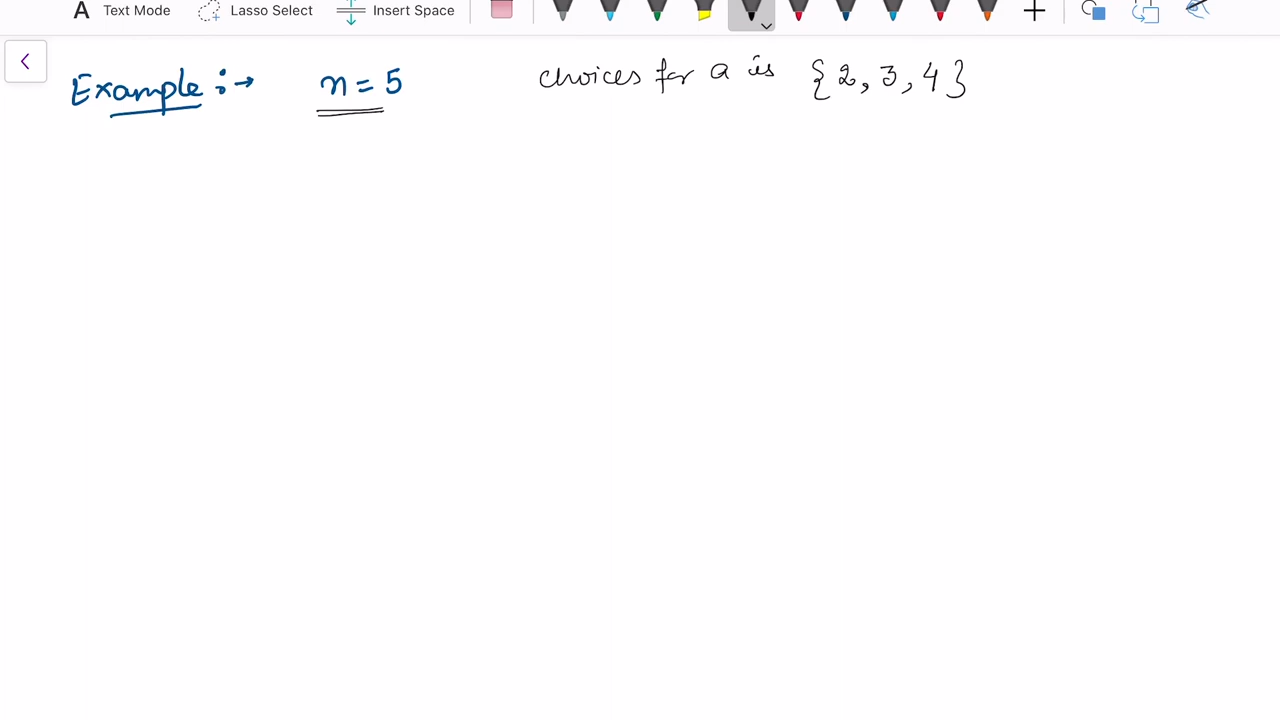 A Text Mode Lasso Select Insert Space
Example :→ n = 5 choices for a is {2, 3, 4}